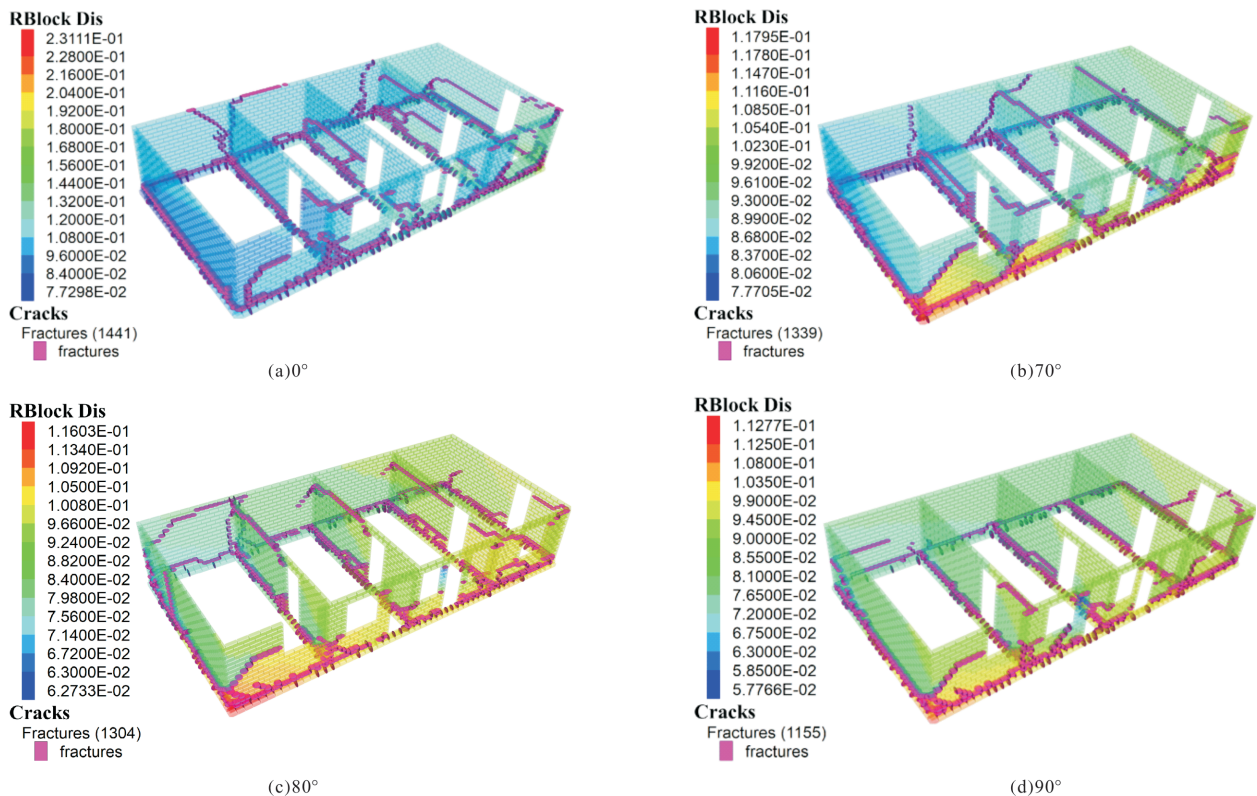 RBlock Dis
2.3111E-01
2.2800E-01
2.1600E-01
2.0400E-01
1.9200E-01
1.8000E-01
1.6800E-01
1.5600E-01
1.4400E-01
1.3200E-01
1.2000E-01
1.0800E-01
9.6000E-02
8.4000E-02
7.7298E-02
Cracks
Fractures (1441)
fractures
(a)0°
RBlock Dis
1.1795E-01
1.1780E-01
1.1470E-01
1.1160E-01
1.0850E-01
1.0540E-01
1.0230E-01
9.9200E-02
9.6100E-02
9.3000E-02
8.9900E-02
8.6800E-02
8.3700E-02
8.0600E-02
7.7705E-02
Cracks
Fractures (1339)
fractures
(b)70°
RBlock Dis
1.1603E-01
1.1340E-01
1.0920E-01
1.0500E-01
1.0080E-01
9.6600E-02
9.2400E-02
8.8200E-02
8.4000E-02
7.9800E-02
7.5600E-02
7.1400E-02
6.7200E-02
6.3000E-02
6.2733E-02
Cracks
Fractures (1304)
fractures
(c)80°
RBlock Dis
1.1277E-01
1.1250E-01
1.0800E-01
1.0350E-01
9.9000E-02
9.4500E-02
9.0000E-02
8.5500E-02
8.1000E-02
7.6500E-02
7.2000E-02
6.7500E-02
6.3000E-02
5.8500E-02
5.7766E-02
Cracks
Fractures (1155)
fractures
(d)90°